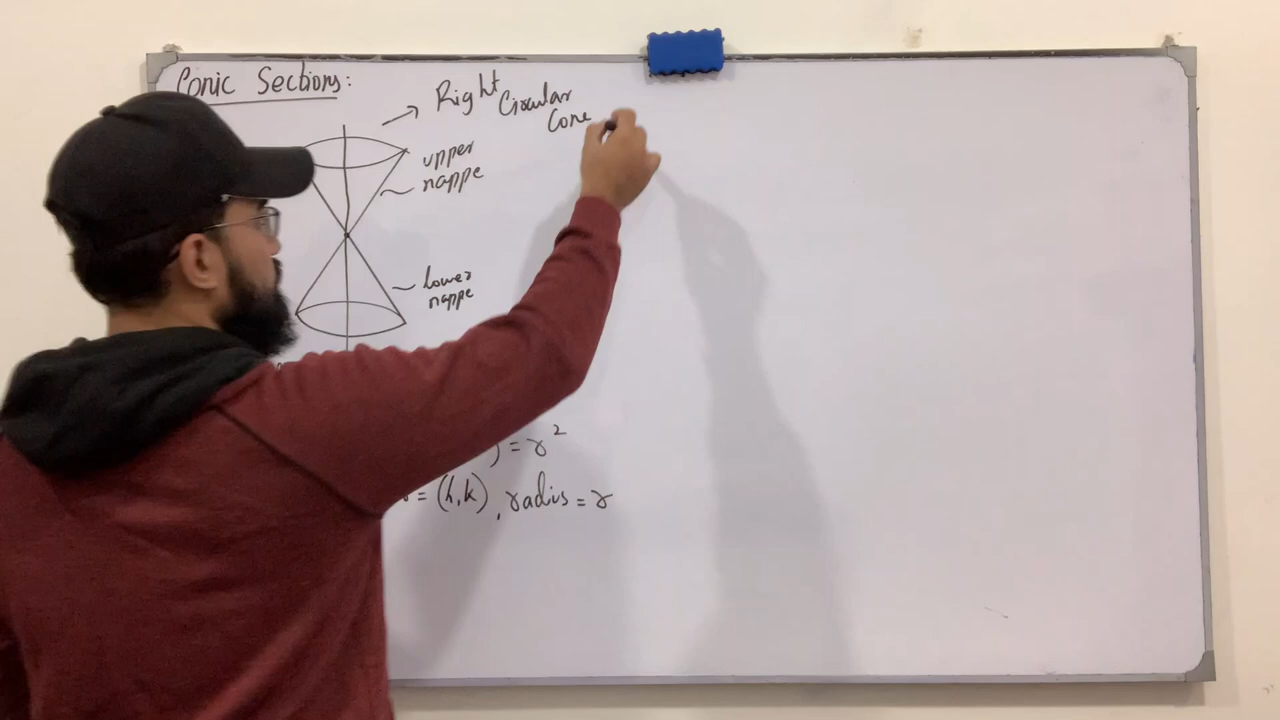 Conic Sections:
Right Circular
Cone
upper
nappe
lower
nappe
) = r²
= (h,k), radius = r